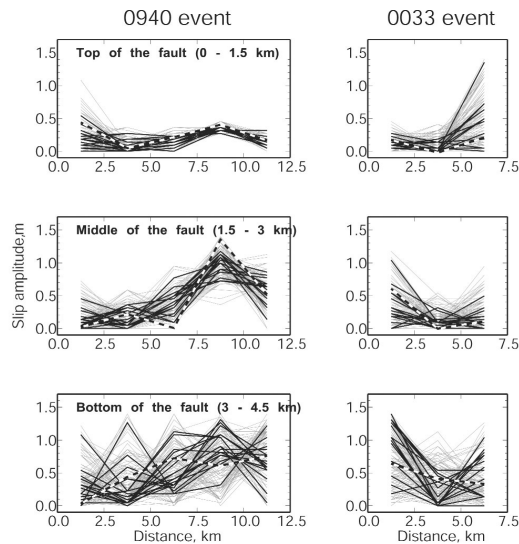 0940 event
0033 event
Top of the fault (0 - 1.5 km)
1.5
1.0
0.5
0.0
0.0 2.5 5.0 7.5 10.0 12.5
1.5
1.0
0.5
0.0
0.0 2.5 5.0 7.5
Slip amplitude,m
Middle of the fault (1.5 - 3 km)
1.5
1.0
0.5
0.0
0.0 2.5 5.0 7.5 10.0 12.5
1.5
1.0
0.5
0.0
0.0 2.5 5.0 7.5
Bottom of the fault (3 - 4.5 km)
1.5
1.0
0.5
0.0
0.0 2.5 5.0 7.5 10.0 12.5
Distance, km
1.5
1.0
0.5
0.0
0.0 2.5 5.0 7.5
Distance, km